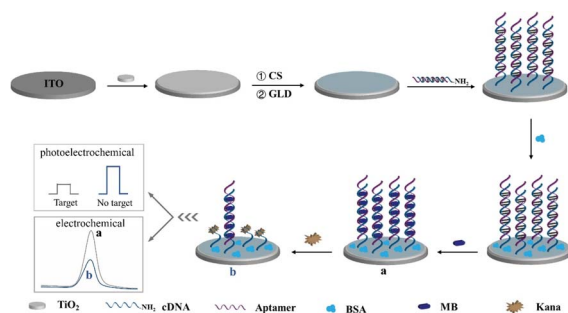 ITO
① CS
② GLD
NH2
photoelectrochemical
Target
No target
electrochemical
a
b
b
a
TiO2
NH2 cDNA
Aptamer
BSA
MB
Kana